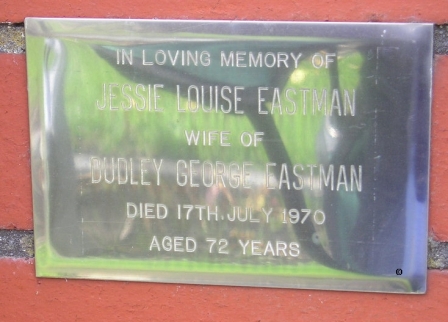 IN LOVING MEMORY OF
JESSIE LOUISE EASTMAN
WIFE OF
DUDLEY GEORGE EASTMAN
DIED 17TH. JULY 1970
AGED 72 YEARS